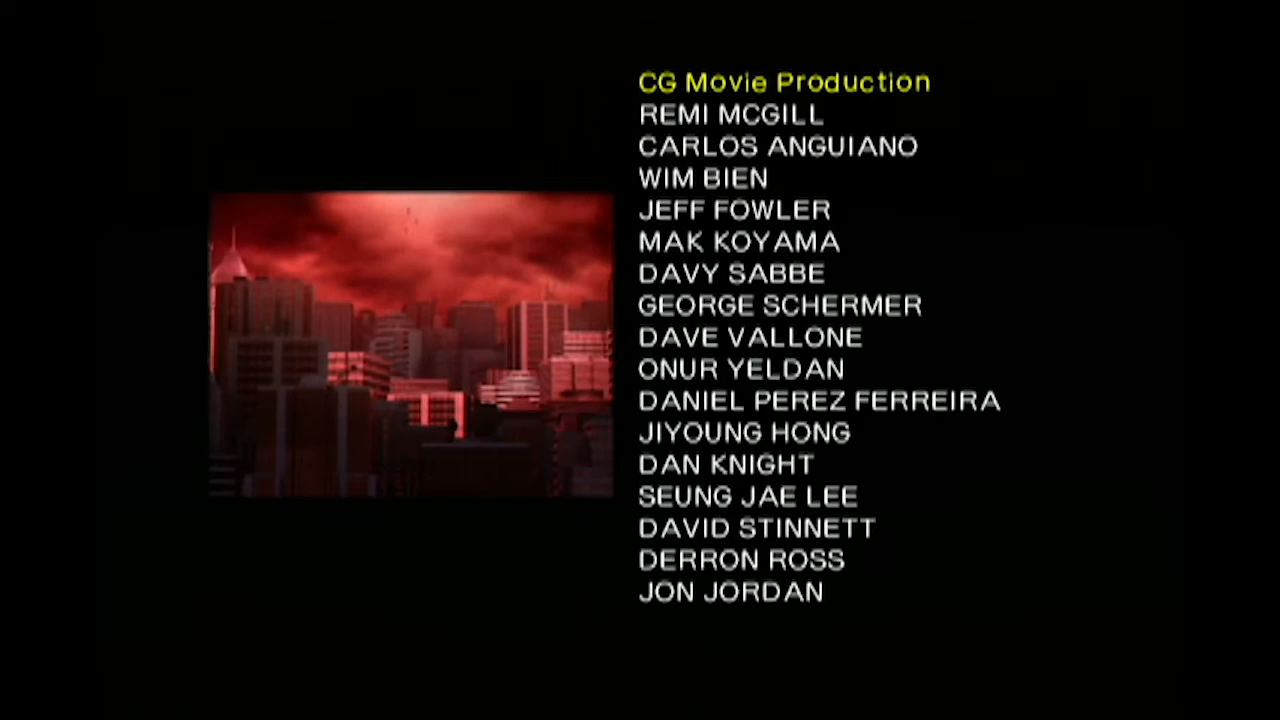 CG Movie Production
REMI MCGILL
CARLOS ANGUIANO
WIM BIEN
JEFF FOWLER
MAK KOYAMA
DAVY SABBE
GEORGE SCHERMER
DAVE VALLONE
ONUR YELDAN
DANIEL PEREZ FERREIRA
JIYOUNG HONG
DAN KNIGHT
SEUNG JAE LEE
DAVID STINNETT
DERRON ROSS
JON JORDAN